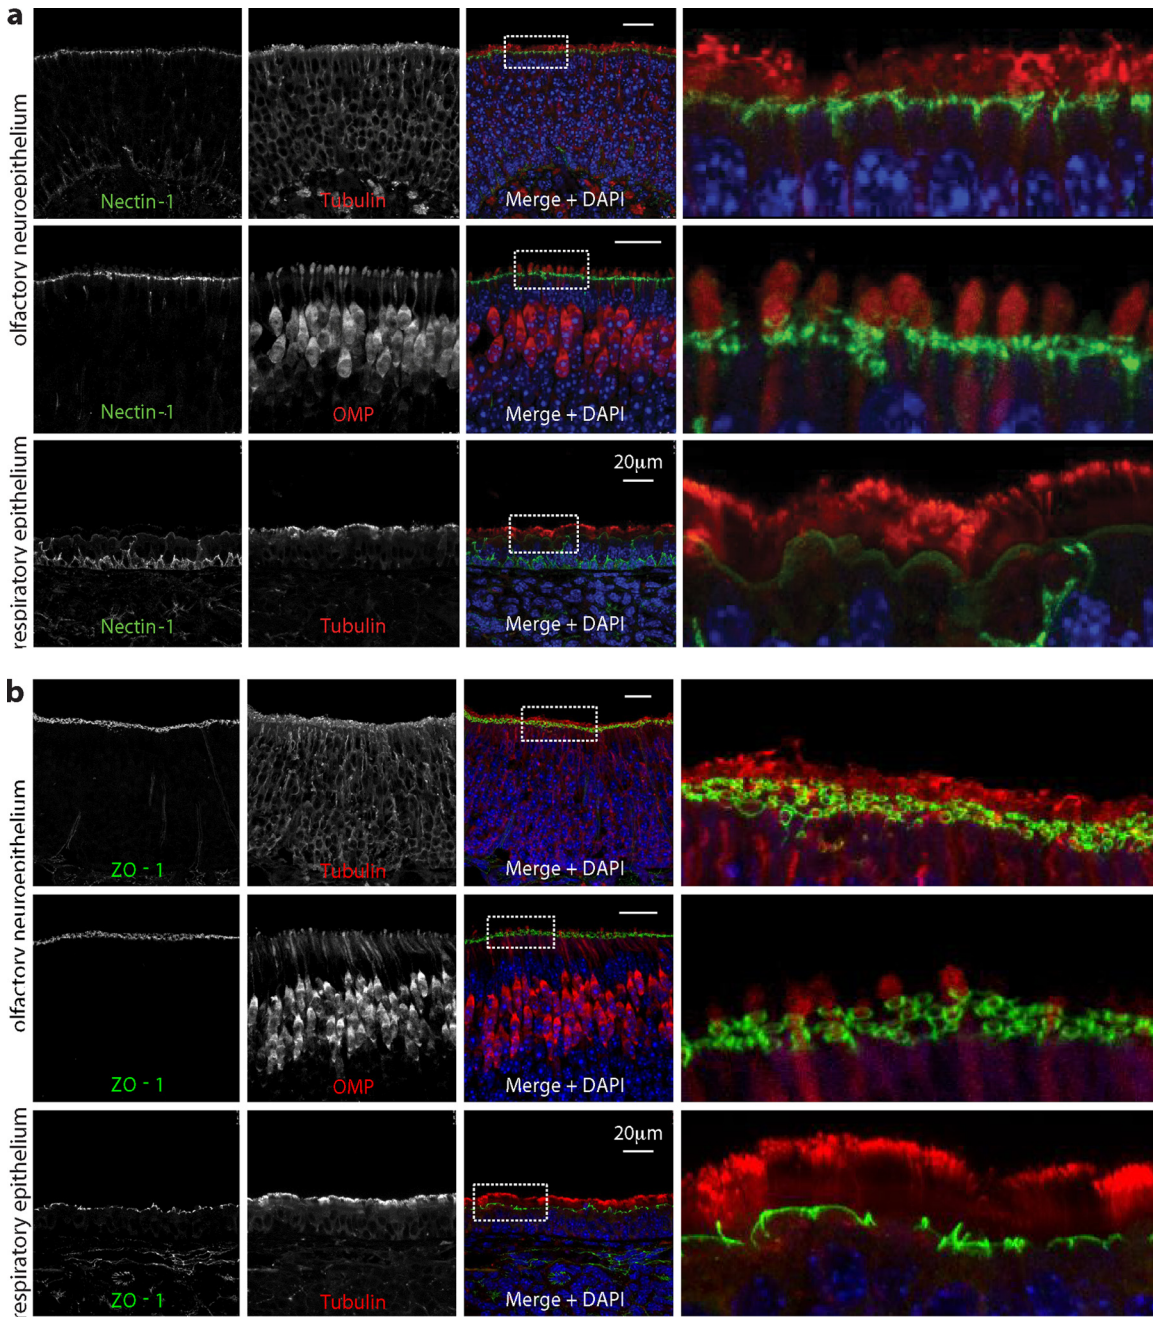 a
olfactory neuroepithelium
Nectin-1
Tubulin
Merge + DAPI
Nectin-1
OMP
Merge + DAPI
respiratory epithelium
20μm
Nectin-1
Tubulin
Merge + DAPI
b
olfactory neuroepithelium
ZO - 1
Tubulin
Merge + DAPI
ZO - 1
OMP
Merge + DAPI
respiratory epithelium
20μm
ZO - 1
Tubulin
Merge + DAPI